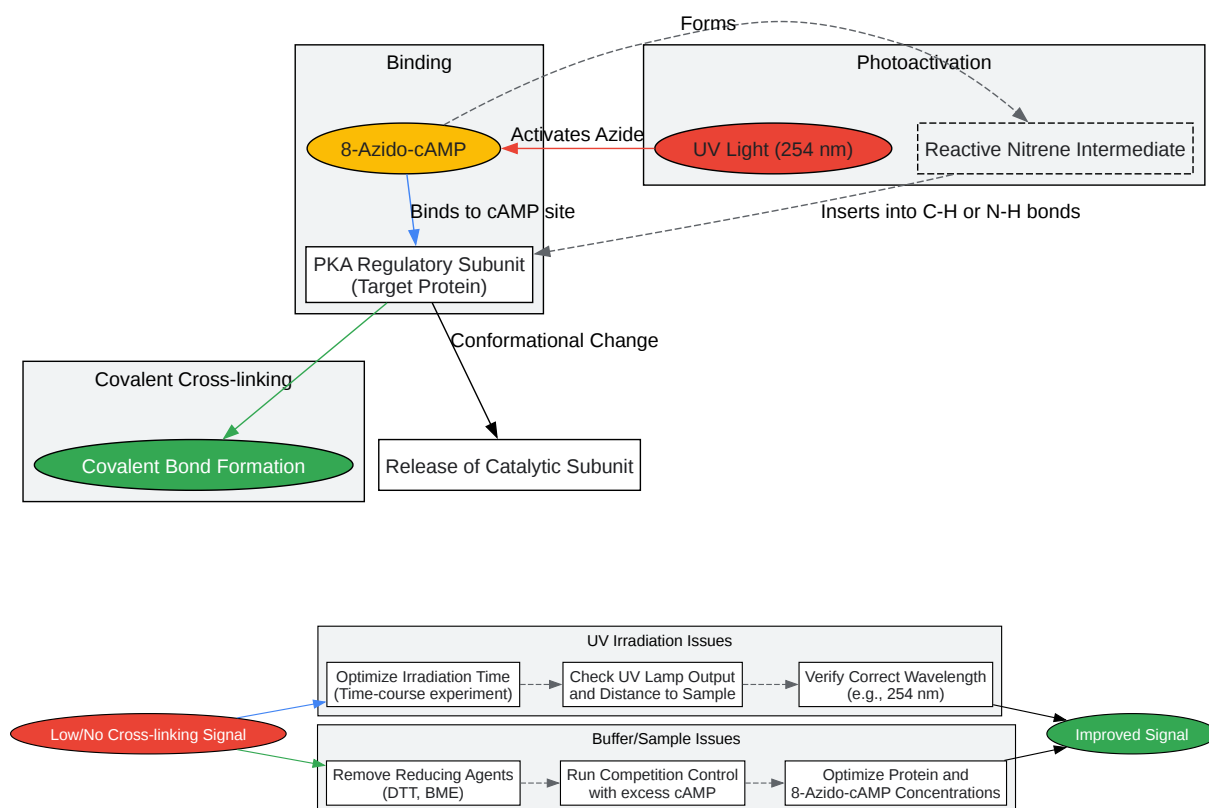 Forms
Binding
Photoactivation
8-Azido-cAMP
Activates Azide
UV Light (254 nm)
Reactive Nitrene Intermediate
Binds to cAMP site
Inserts into C-H or N-H bonds
PKA Regulatory Subunit
(Target Protein)
Conformational Change
Covalent Cross-linking
Covalent Bond Formation
Release of Catalytic Subunit
UV Irradiation Issues
Optimize Irradiation Time
(Time-course experiment)
Check UV Lamp Output
and Distance to Sample
Verify Correct Wavelength
(e.g., 254 nm)
Low/No Cross-linking Signal
Improved Signal
Buffer/Sample Issues
Remove Reducing Agents
(DTT, BME)
Run Competition Control
with excess cAMP
Optimize Protein and
8-Azido-cAMP Concentrations